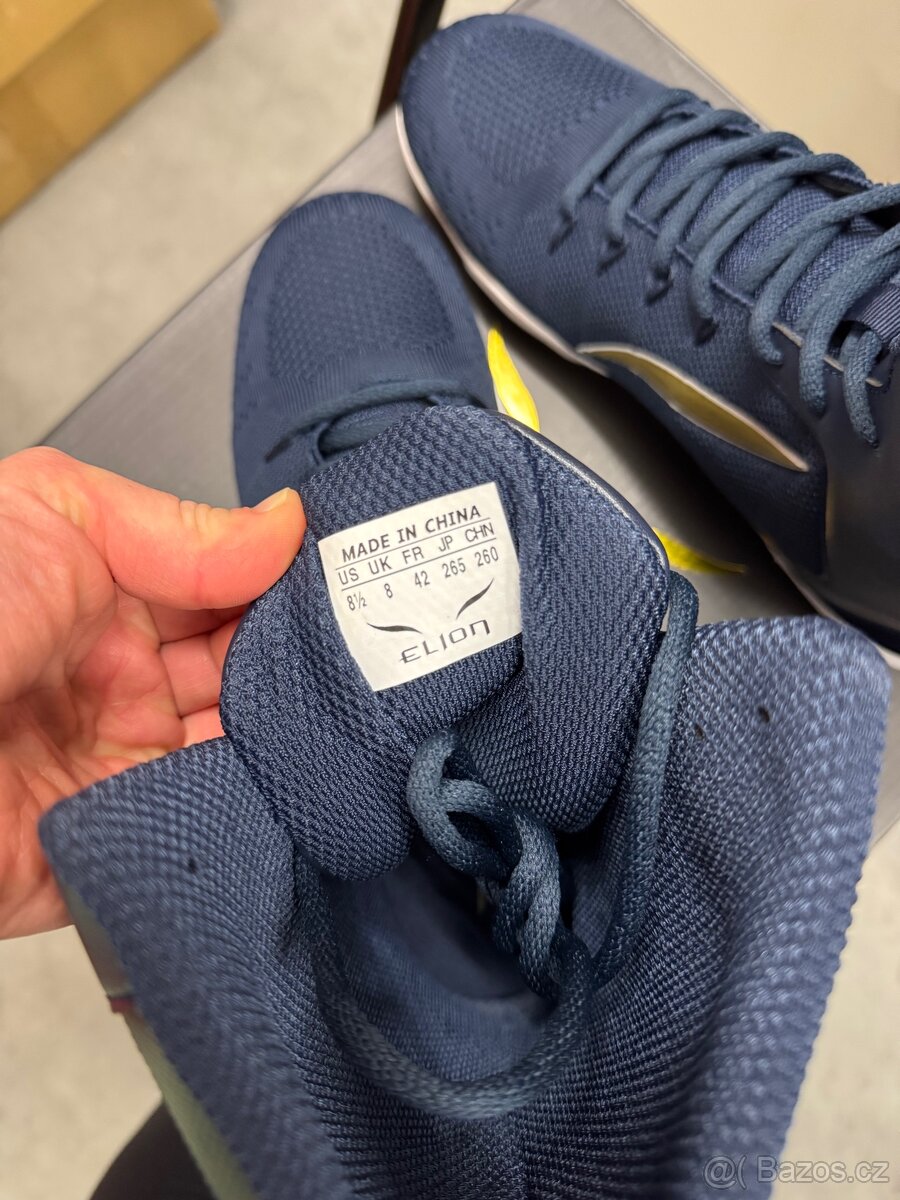 MADE IN CHINA
US UK FR JP CHN
8½ 8 42 265 260
ELION
@( Bazos.cz